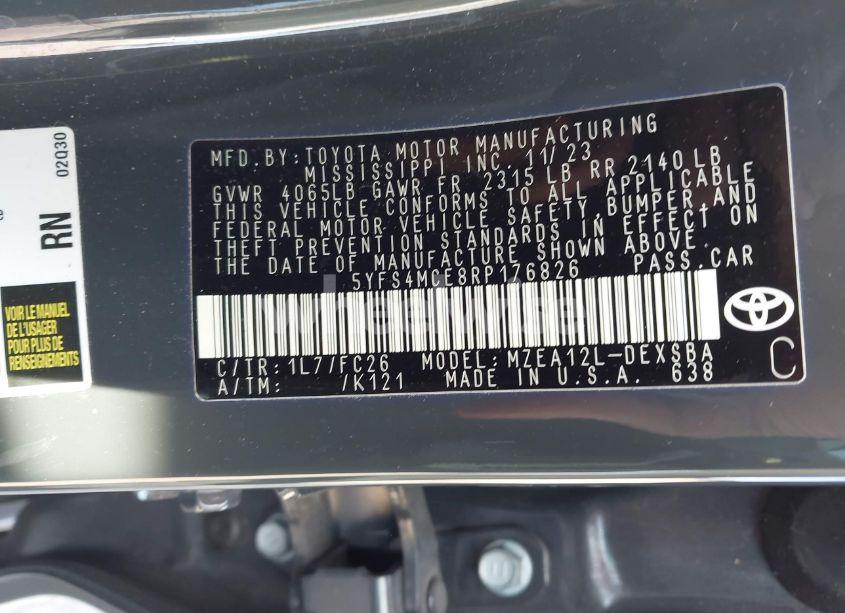 02Q30
RN
VOIR LE MANUEL
DE L'USAGER
POUR PLUS DE
RENSEIGNEMENTS
MFD. BY: TOYOTA MOTOR MANUFACTURING
MISSISSIPPI INC. 11/23
GVWR 4065LB GAWR FR 2315 LB RR 2140 LB
THIS VEHICLE CONFORMS TO ALL APPLICABLE
FEDERAL MOTOR VEHICLE SAFETY, BUMPER, AND
THEFT PREVENTION STANDARDS IN EFFECT ON
THE DATE OF MANUFACTURE SHOWN ABOVE.
5YFS4MCE8RP176826 PASS. CAR
C/TR: 1L7/FC26 MODEL: MZEA12L-DEXSBA
A/TM: /K121 MADE IN U.S.A. 638
C